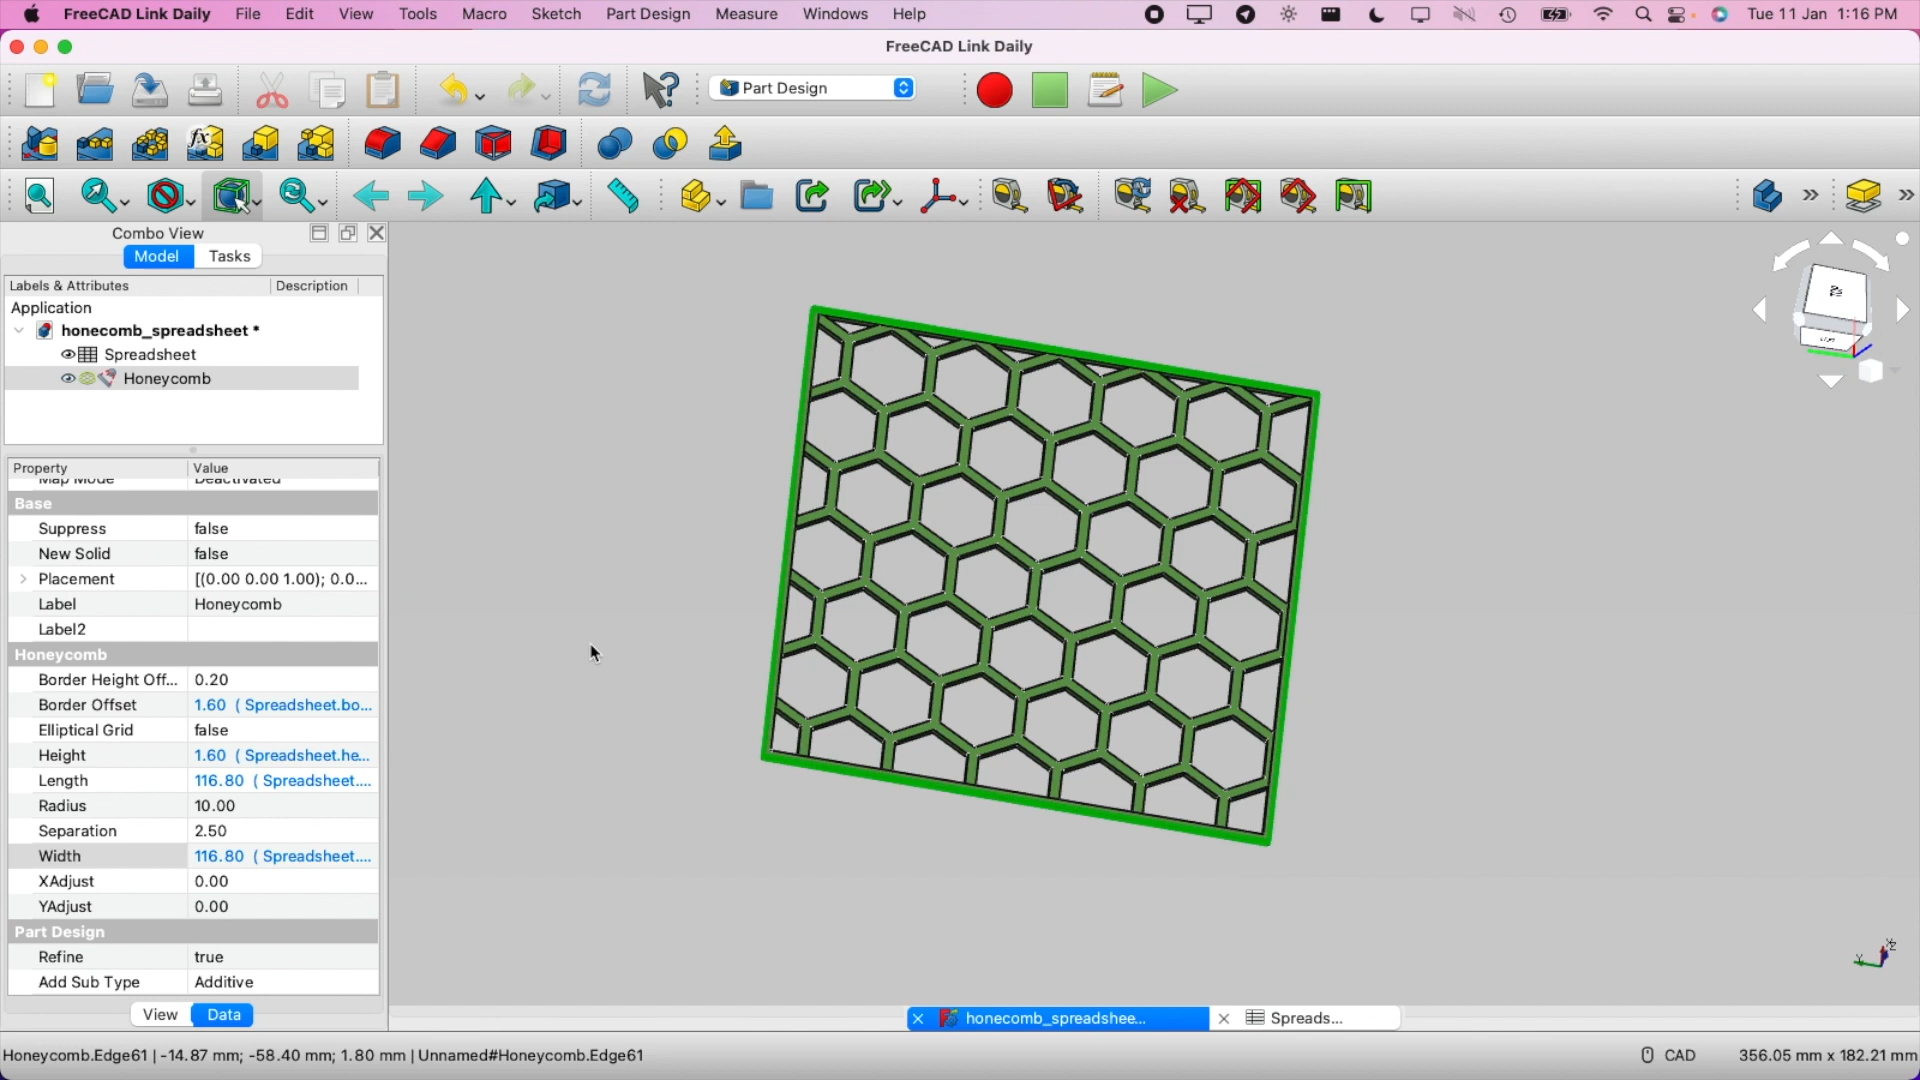 FreeCAD Link Daily File Edit View Tools Macro Sketch Part Design Measure Windows Help Tue 11 Jan 1:16 PM
FreeCAD Link Daily
Part Design
fx
Combo View
Model Tasks
Labels & Attributes Description
Application
honecomb_spreadsheet *
Spreadsheet
Honeycomb
Property Value
Map Mode Deactivated
Base
Suppress false
New Solid false
Placement [(0.00 0.00 1.00); 0.0...
Label Honeycomb
Label2
Honeycomb
Border Height Off... 0.20
Border Offset 1.60 ( Spreadsheet.bo...
Elliptical Grid false
Height 1.60 ( Spreadsheet.he...
Length 116.80 ( Spreadsheet....
Radius 10.00
Separation 2.50
Width 116.80 ( Spreadsheet....
XAdjust 0.00
YAdjust 0.00
Part Design
Refine true
Add Sub Type Additive
View Data
honecomb_spreadshee... Spreads...
Honeycomb.Edge61 | -14.87 mm; -58.40 mm; 1.80 mm | Unnamed#Honeycomb.Edge61 CAD 356.05 mm x 182.21 mm